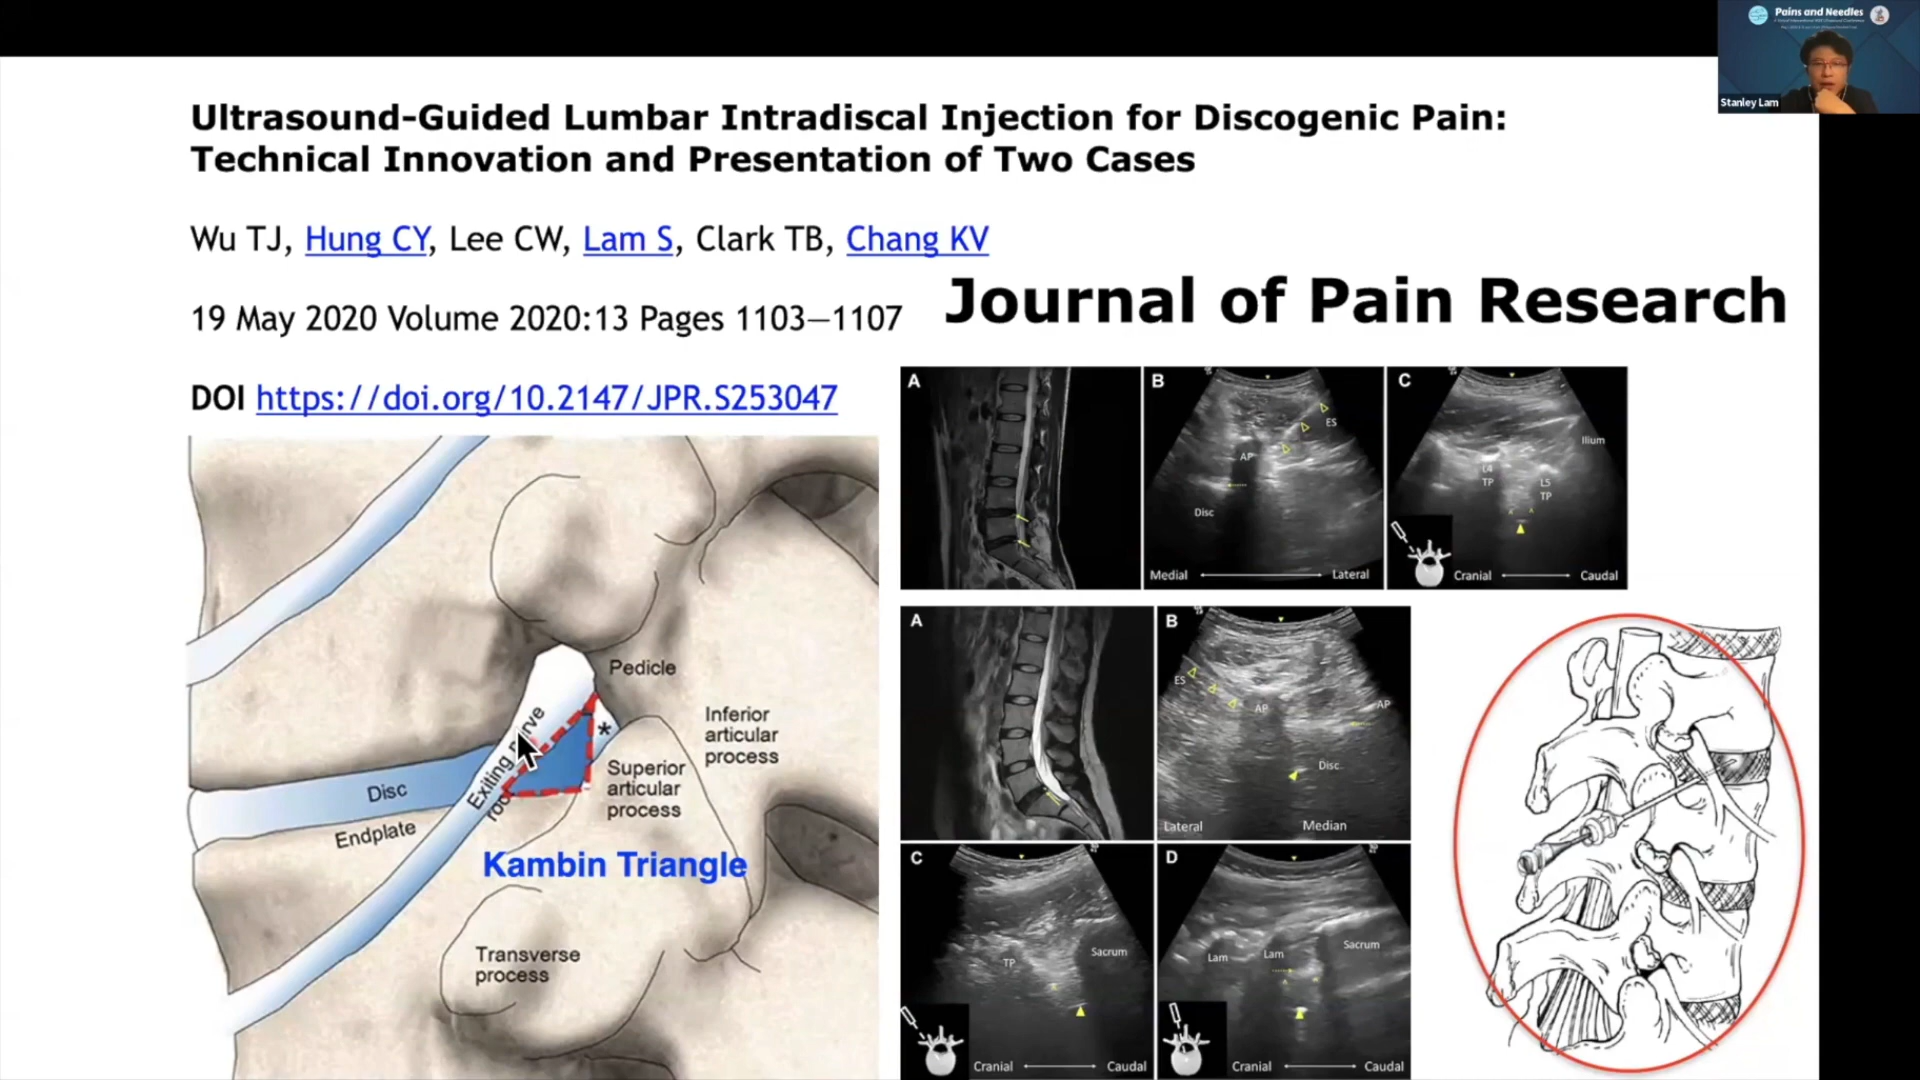 Pains and Needles
Stanley Lam
Ultrasound-Guided Lumbar Intradiscal Injection for Discogenic Pain:
Technical Innovation and Presentation of Two Cases
Wu TJ, Hung CY, Lee CW, Lam S, Clark TB, Chang KV
19 May 2020 Volume 2020:13 Pages 1103—1107
Journal of Pain Research
DOI https://doi.org/10.2147/JPR.S253047
Pedicle
Exiting nerve
root
*
Inferior
articular
process
Superior
articular
process
Disc
Endplate
Kambin Triangle
Transverse
process
A
B
ES
AP
Disc
Medial
Lateral
C
Ilium
L4
TP
L5
TP
Cranial
Caudal
A
B
ES
AP
AP
Disc
Lateral
Median
C
TP
Sacrum
Cranial
Caudal
D
Lam
Lam
Sacrum
Cranial
Caudal